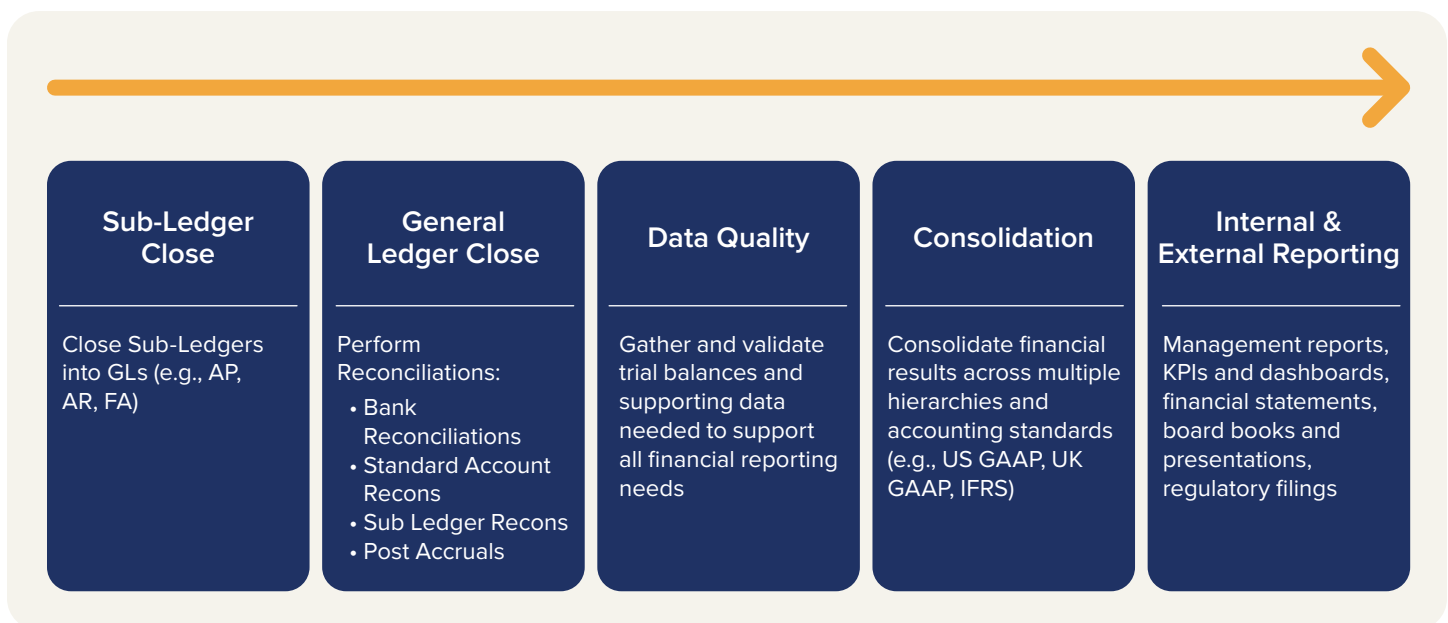 Sub-Ledger
Close
Close Sub-Ledgers
into GLs (e.g., AP,
AR, FA)
General
Ledger Close
Perform
Reconciliations:
• Bank
Reconciliations
• Standard Account
Recons
• Sub Ledger Recons
• Post Accruals
Data Quality
Gather and validate
trial balances and
supporting data
needed to support
all financial reporting
needs
Consolidation
Consolidate financial
results across multiple
hierarchies and
accounting standards
(e.g., US GAAP, UK
GAAP, IFRS)
Internal &
External Reporting
Management reports,
KPIs and dashboards,
financial statements,
board books and
presentations,
regulatory filings